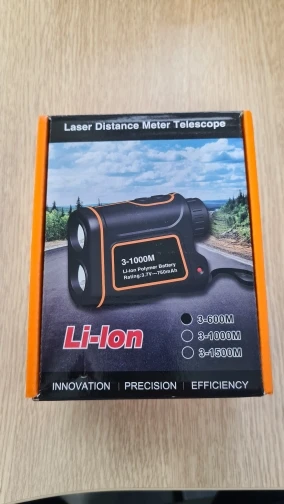 Laser Distance Meter Telescope
3-1000M
Li-Ion Polymer Battery
Rating:3.7V⎓750mAh
Li-Ion
3-600M
3-1000M
3-1500M
INNOVATION | PRECISION | EFFICIENCY